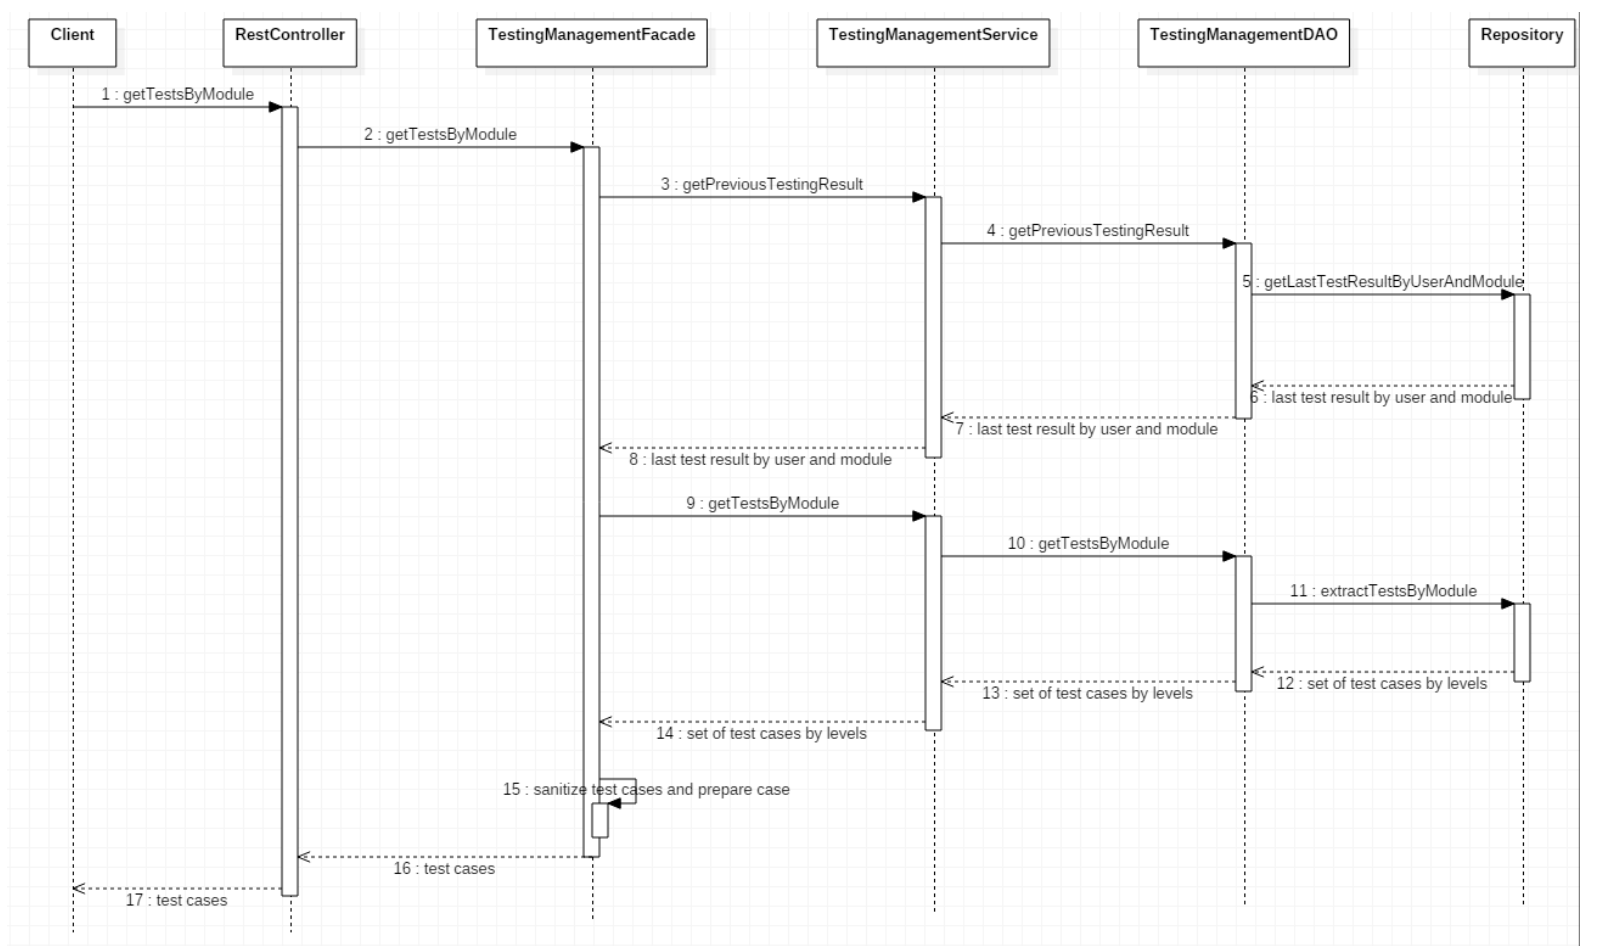 Client
RestController
TestingManagementFacade
TestingManagementService
TestingManagementDAO
Repository
1 : getTestsByModule
2 : getTestsByModule
3 : getPreviousTestingResult
4 : getPreviousTestingResult
5 : getLastTestResultByUserAndModule
6 : last test result by user and module
7 : last test result by user and module
8 : last test result by user and module
9 : getTestsByModule
10 : getTestsByModule
11 : extractTestsByModule
12 : set of test cases by levels
13 : set of test cases by levels
14 : set of test cases by levels
15 : sanitize test cases and prepare case
16 : test cases
17 : test cases